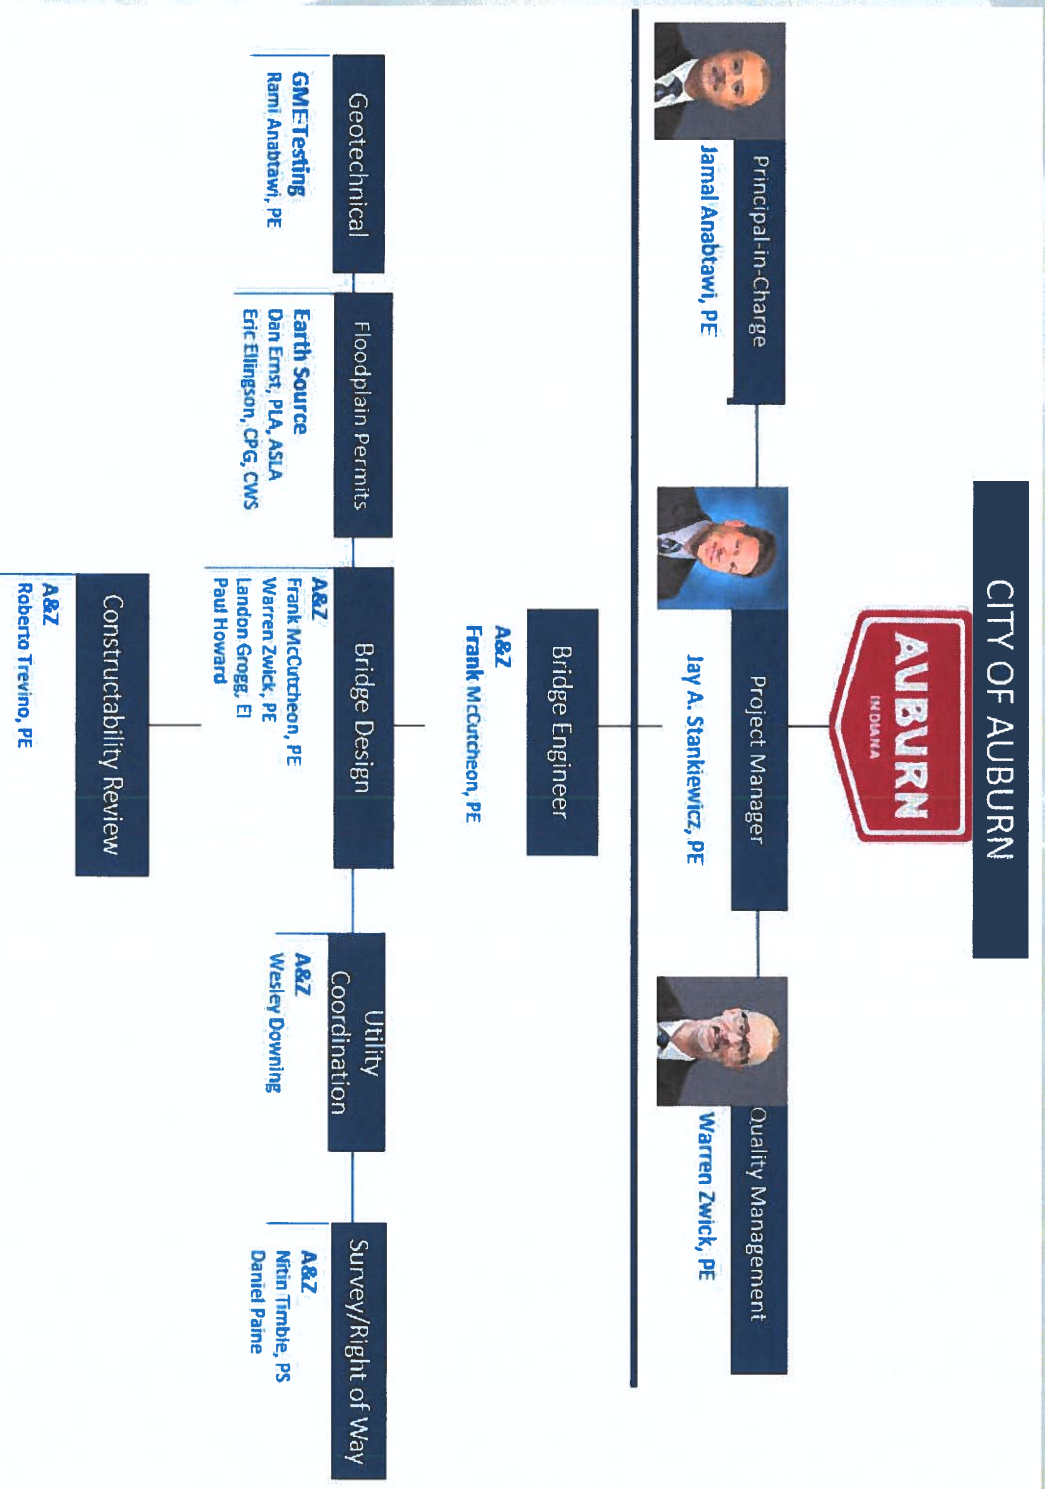 CITY OF AUBURN
AUBURN
INDIANA
Principal-in-Charge
Jamal Anabtawi, PE
Project Manager
Jay A. Stankiewicz, PE
Quality Management
Warren Zwick, PE
Bridge Engineer
A&Z
Frank McCutcheon, PE
Geotechnical
GME Testing
Rami Anabtawi, PE
Floodplain Permits
Earth Source
Dan Ernst, PLA, ASLA
Eric Ellingson, CPG, CWS
Bridge Design
A&Z
Frank McCutcheon, PE
Warren Zwick, PE
Landon Grogg, EI
Paul Howard
Utility
Coordination
A&Z
Wesley Downing
Survey/Right of Way
A&Z
Nitin Timble, PS
Daniel Paine
Constructability Review
A&Z
Roberto Trevino, PE